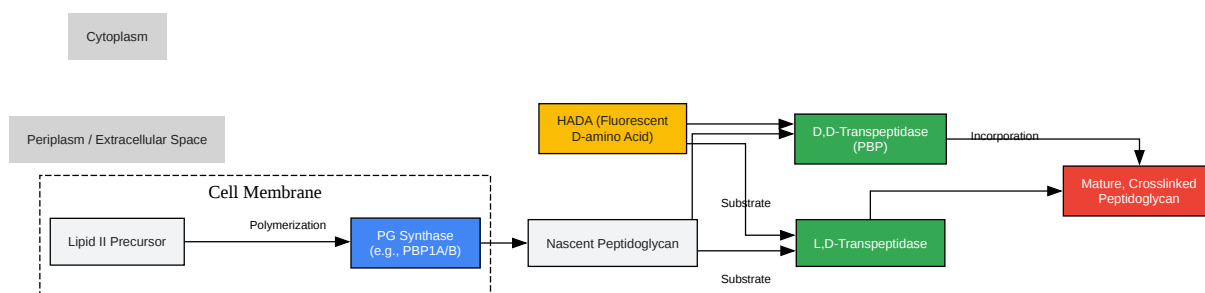 Cytoplasm
Periplasm / Extracellular Space
Cell Membrane
Lipid II Precursor
Polymerization
PG Synthase
(e.g., PBP1A/B)
HADA (Fluorescent
D-amino Acid)
Nascent Peptidoglycan
Substrate
Substrate
D,D-Transpeptidase
(PBP)
L,D-Transpeptidase
Incorporation
Mature, Crosslinked
Peptidoglycan